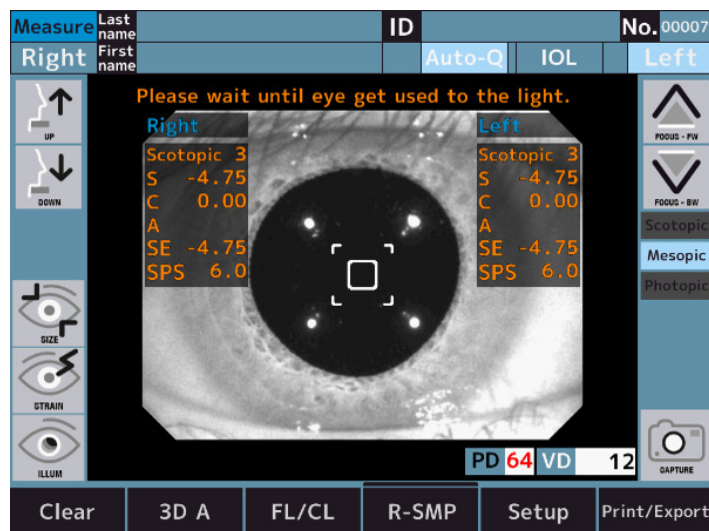 Measure Last name ID No. 00007
Right First name Auto-Q IOL Left
Please wait until eye get used to the light.
UP
DOWN
SIZE
STRAIN
ILLUM
Right
Scotopic 3
S -4.75
C 0.00
A
SE -4.75
SPS 6.0
Left
Scotopic 3
S -4.75
C 0.00
A
SE -4.75
SPS 6.0
FOCUS - FW
FOCUS - BW
Scotopic
Mesopic
Photopic
CAPTURE
PD 64 VD 12
Clear 3D A FL/CL R-SMP Setup Print/Export